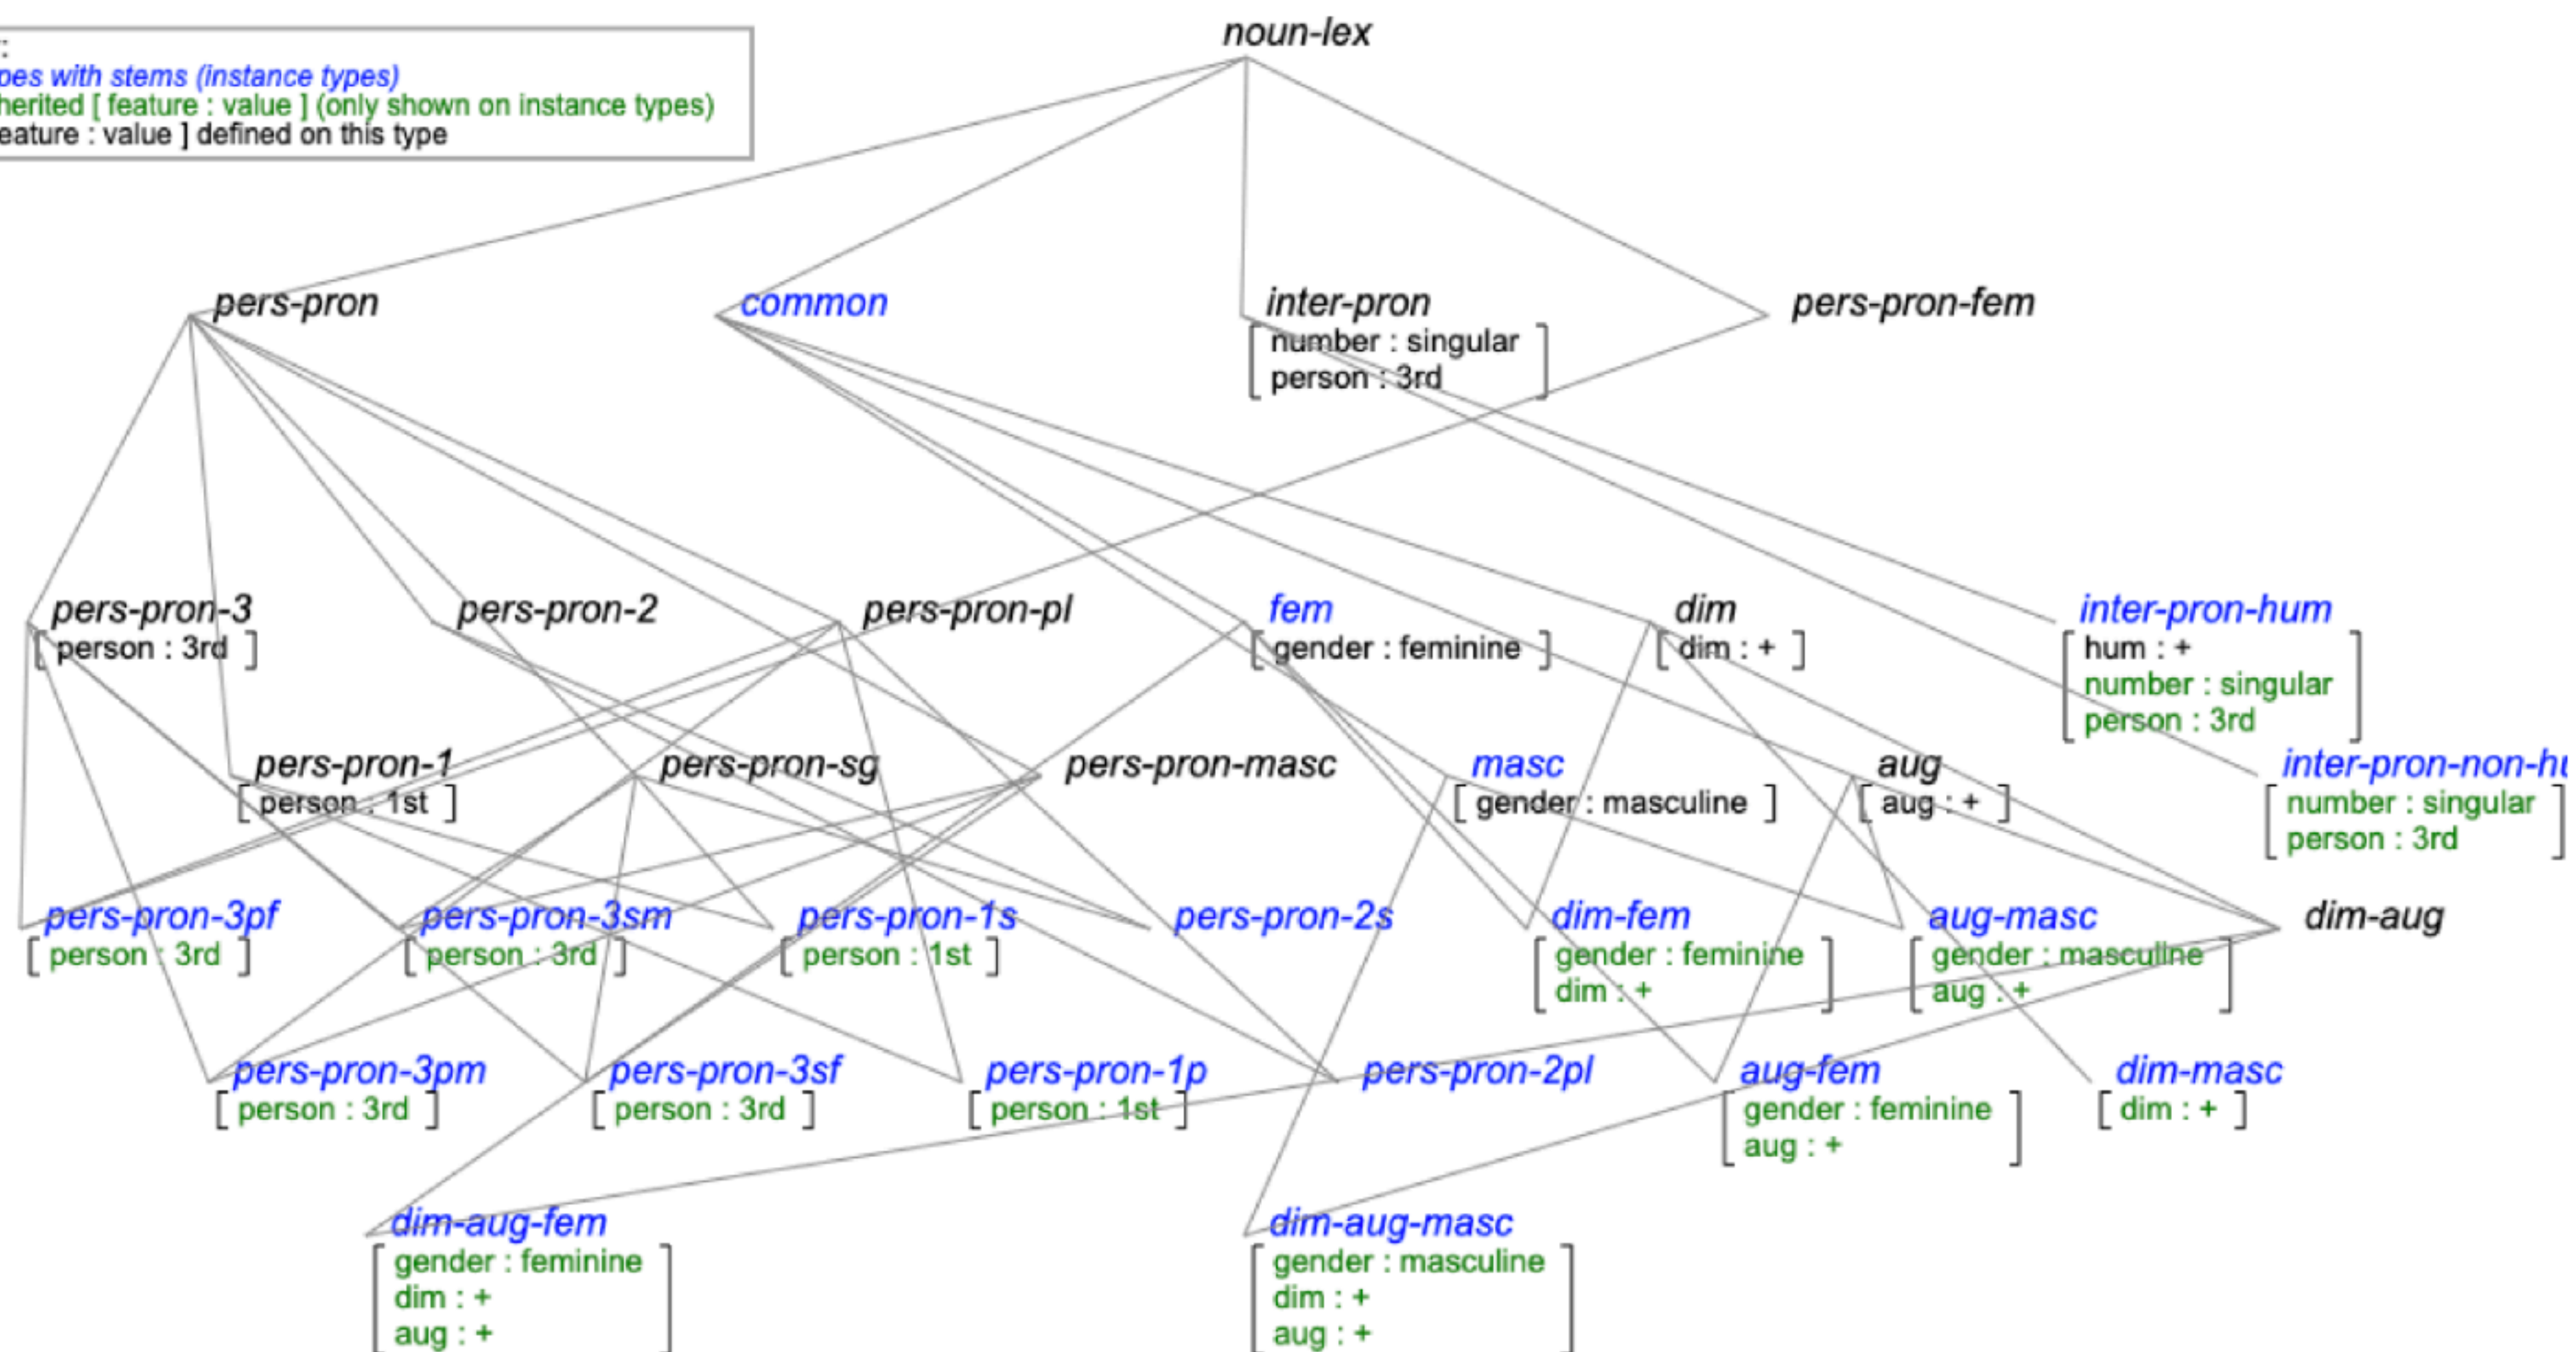 noun-lex
:
pes with stems (instance types)
herited [ feature : value ] (only shown on instance types)
eature : value ] defined on this type
pers-pron
common
inter-pron
[ number : singular
person : 3rd ]
pers-pron-fem
pers-pron-3
[ person : 3rd ]
pers-pron-2
pers-pron-pl
fem
[ gender : feminine ]
dim
[ dim : + ]
inter-pron-hum
[ hum : +
number : singular
person : 3rd ]
pers-pron-1
[ person : 1st ]
pers-pron-sg
pers-pron-masc
masc
[ gender : masculine ]
aug
[ aug : + ]
inter-pron-non-hu
[ number : singular
person : 3rd ]
pers-pron-3pf
[ person : 3rd ]
pers-pron-3sm
[ person : 3rd ]
pers-pron-1s
[ person : 1st ]
pers-pron-2s
dim-fem
[ gender : feminine
dim : + ]
aug-masc
[ gender : masculine
aug : + ]
dim-aug
pers-pron-3pm
[ person : 3rd ]
pers-pron-3sf
[ person : 3rd ]
pers-pron-1p
[ person : 1st ]
pers-pron-2pl
aug-fem
[ gender : feminine
aug : + ]
dim-masc
[ dim : + ]
dim-aug-fem
[ gender : feminine
dim : +
aug : + ]
dim-aug-masc
[ gender : masculine
dim : +
aug : + ]